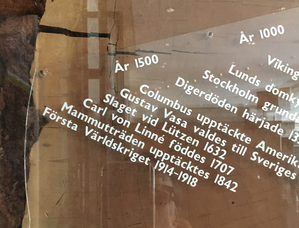 År 1000
Viking
Lunds domk
Stockholm grund
Digerdöden härjade 13
År 1500
Columbus upptäckte Amerik
Gustav Vasa valdes till Sveriges
Slaget vid Lützen 1632
Carl von Linné föddes 1707
Mammutträden upptäcktes 1842
Första Världskriget 1914-1918